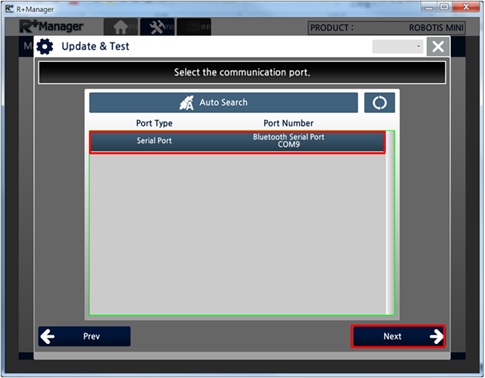 R+Manager
R+Manager
PRODUCT : ROBOTIS MINI
Update & Test
Select the communication port.
Auto Search
Port Type Port Number
Serial Port Bluetooth Serial Port
COM9
Prev Next